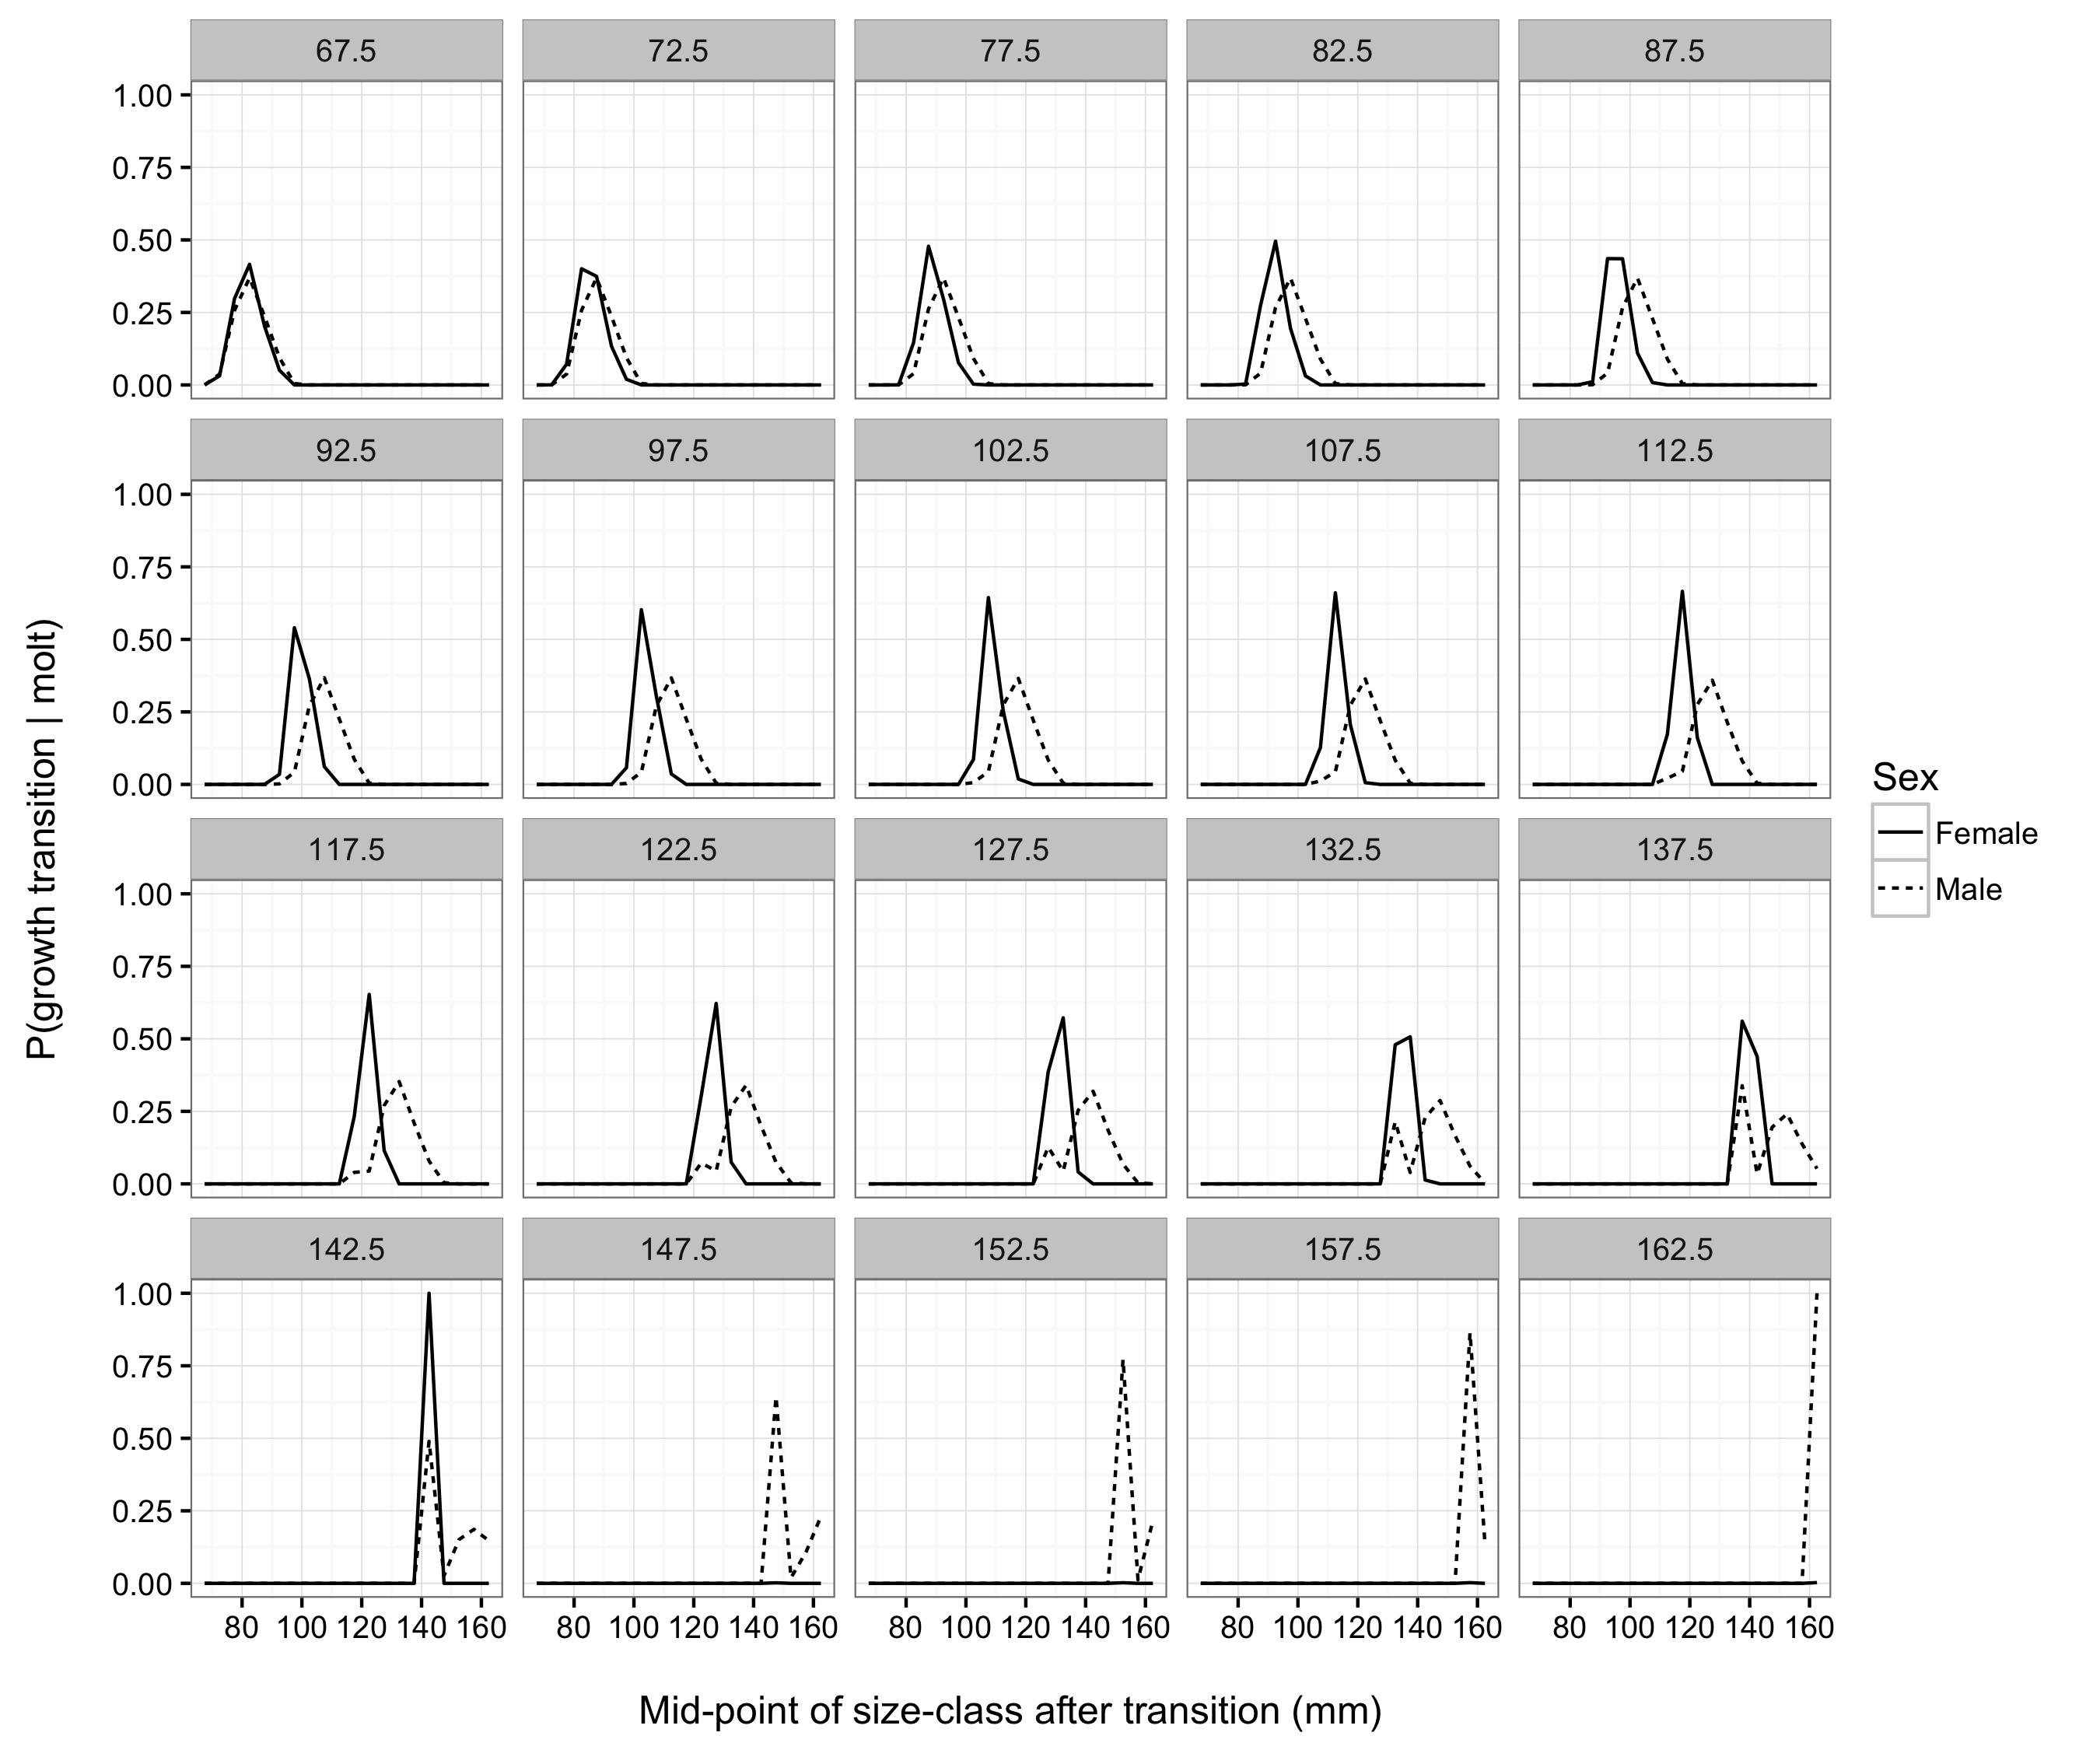 67.5 72.5 77.5 82.5 87.5
1.00
0.75
0.50
0.25
0.00
92.5 97.5 102.5 107.5 112.5
1.00
0.75
0.50
0.25
0.00
117.5 122.5 127.5 132.5 137.5
1.00
0.75
0.50
0.25
0.00
142.5 147.5 152.5 157.5 162.5
1.00
0.75
0.50
0.25
0.00
80 100 120 140 160 80 100 120 140 160 80 100 120 140 160 80 100 120 140 160 80 100 120 140 160
Mid-point of size-class after transition (mm)
P(growth transition | molt)
Sex
Female
Male